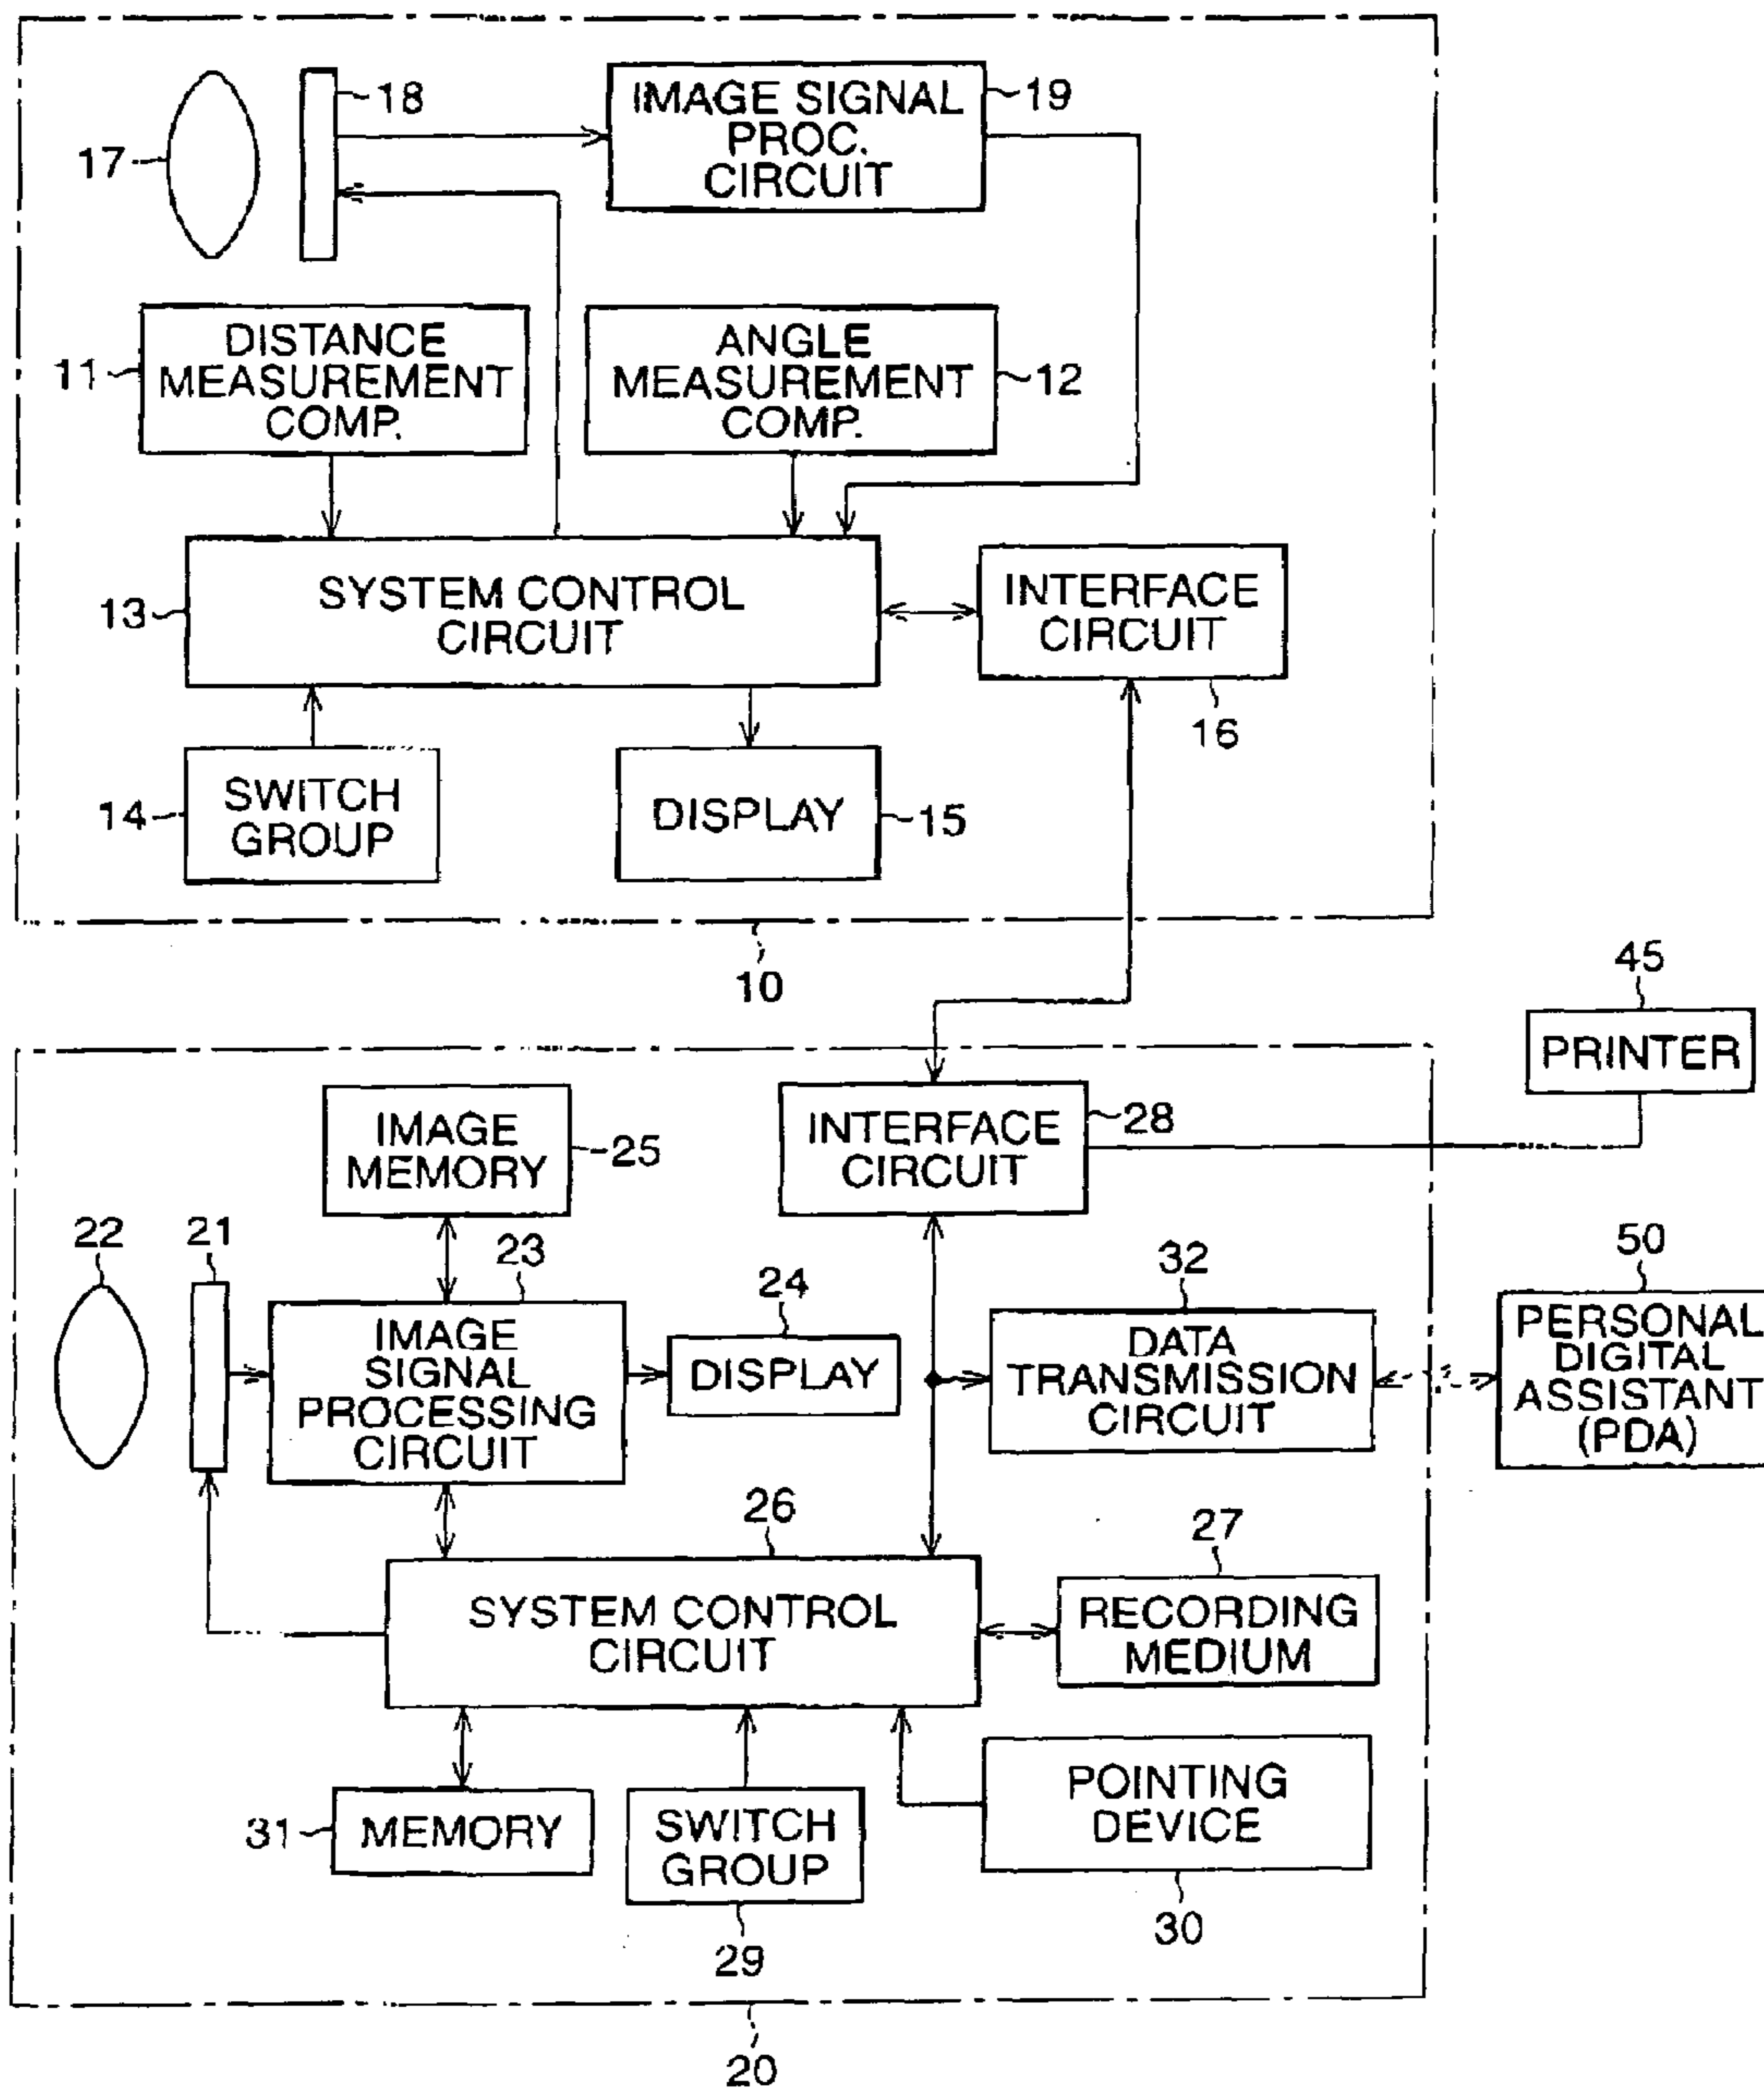 17
18
IMAGE SIGNAL
PROC.
CIRCUIT
19
11
DISTANCE
MEASUREMENT
COMP.
ANGLE
MEASUREMENT
COMP.
12
13
SYSTEM CONTROL
CIRCUIT
INTERFACE
CIRCUIT
16
14
SWITCH
GROUP
DISPLAY
15
10
45
PRINTER
IMAGE
MEMORY
25
INTERFACE
CIRCUIT
28
22
21
23
IMAGE
SIGNAL
PROCESSING
CIRCUIT
24
DISPLAY
32
DATA
TRANSMISSION
CIRCUIT
50
PERSONAL
DIGITAL
ASSISTANT
(PDA)
26
SYSTEM CONTROL
CIRCUIT
27
RECORDING
MEDIUM
31
MEMORY
SWITCH
GROUP
29
POINTING
DEVICE
30
20